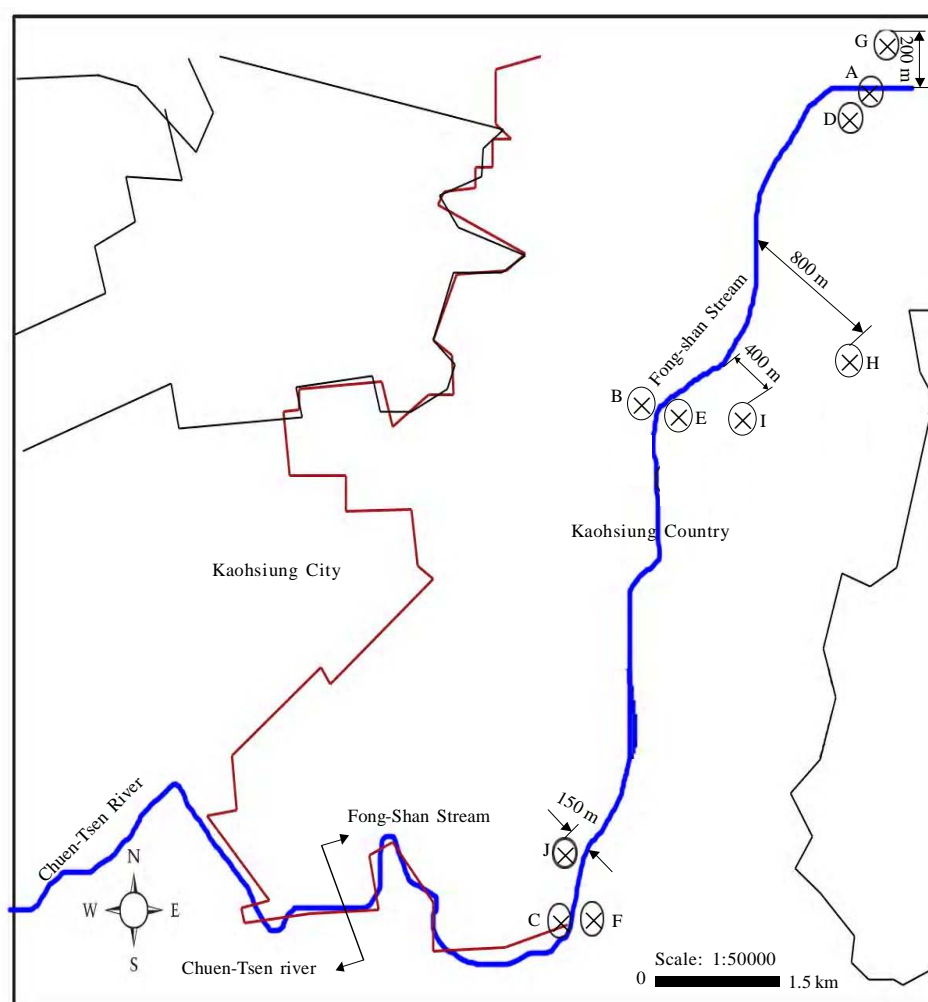 G
200 m
A
D
800 m
Fong-shan Stream
H
400 m
B
E
I
Kaohsiung Country
Kaohsiung City
Chuen-Tsen River
150 m
Fong-Shan Stream
J
N
W
E
S
C
F
Chuen-Tsen river
Scale: 1:50000
0
1.5 km